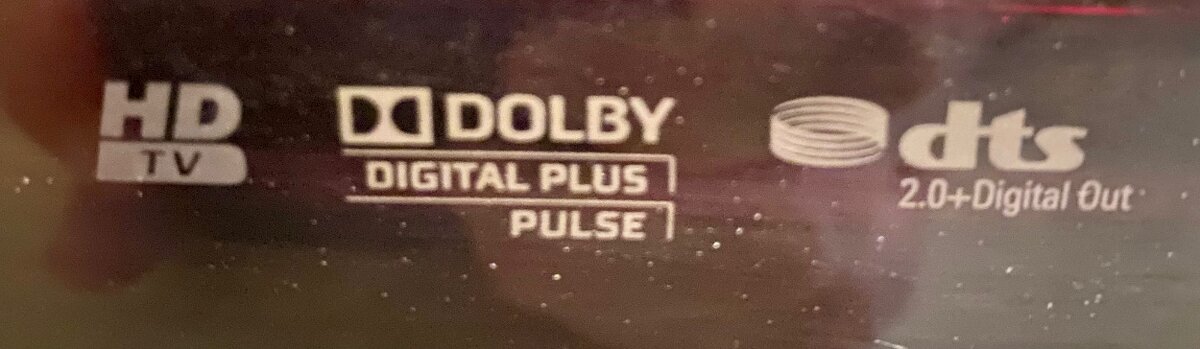 HD
TV
DOLBY
DIGITAL PLUS
PULSE
dts
2.0+Digital Out